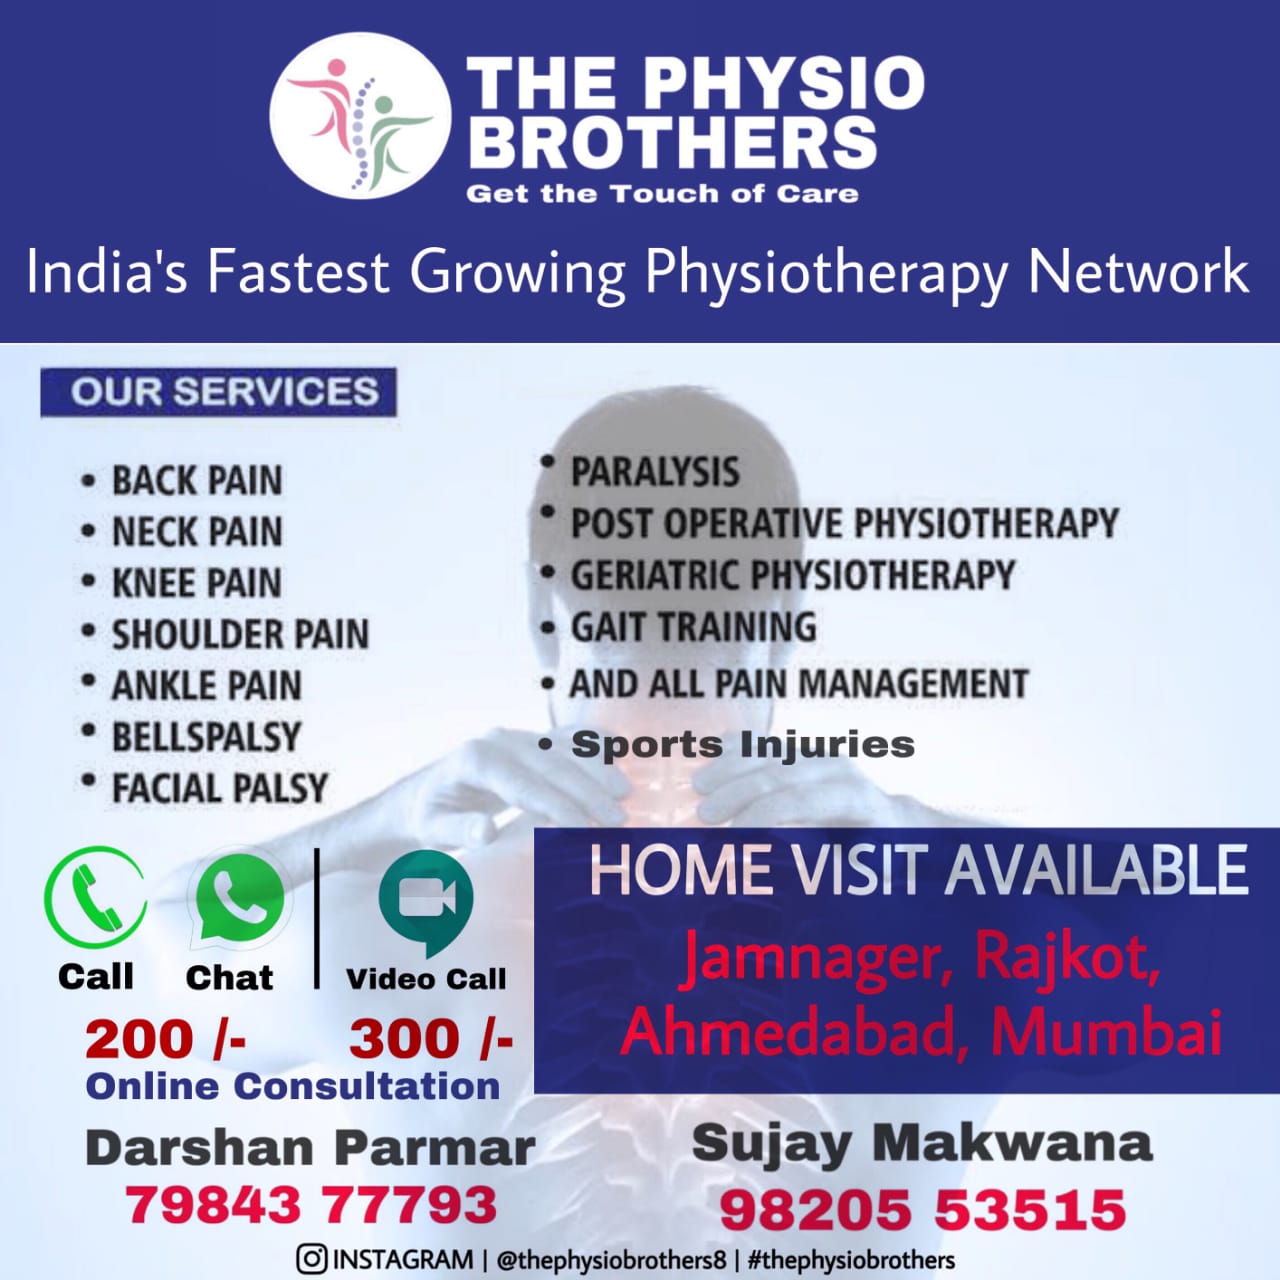 THE PHYSIO
BROTHERS
Get the Touch of Care
India's Fastest Growing Physiotherapy Network
OUR SERVICES
• BACK PAIN
• NECK PAIN
• KNEE PAIN
• SHOULDER PAIN
• ANKLE PAIN
• BELLSPALSY
• FACIAL PALSY
• PARALYSIS
• POST OPERATIVE PHYSIOTHERAPY
• GERIATRIC PHYSIOTHERAPY
• GAIT TRAINING
• AND ALL PAIN MANAGEMENT
• Sports Injuries
Call Chat Video Call
200 /- 300 /-
Online Consultation
HOME VISIT AVAILABLE
Jamnager, Rajkot,
Ahmedabad, Mumbai
Darshan Parmar
79843 77793
Sujay Makwana
98205 53515
INSTAGRAM | @thephysiobrothers8 | #thephysiobrothers